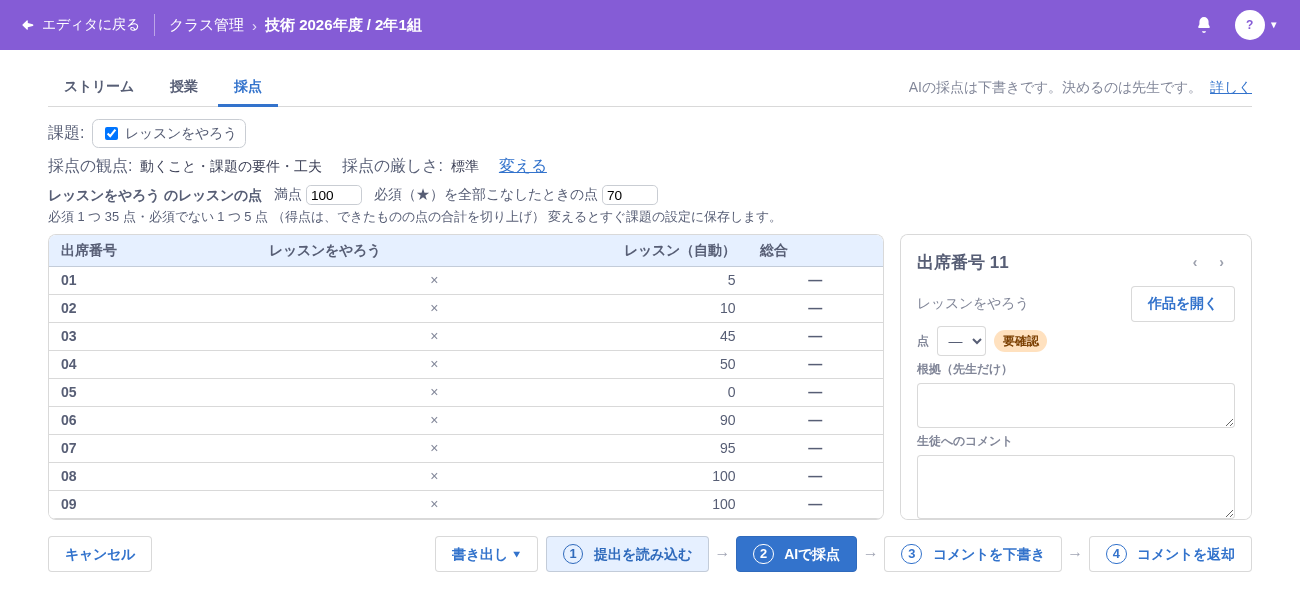 エディタに戻る クラス管理 › 技術 2026年度 / 2年1組 ? ▼
ストリーム 授業 採点 AIの採点は下書きです。決めるのは先生です。 詳しく
課題: レッスンをやろう
採点の観点: 動くこと・課題の要件・工夫 採点の厳しさ: 標準 変える
レッスンをやろう のレッスンの点 満点 100 必須（★）を全部こなしたときの点 70
必須 1 つ 35 点・必須でない 1 つ 5 点 （得点は、できたものの点の合計を切り上げ） 変えるとすぐ課題の設定に保存します。
出席番号 レッスンをやろう レッスン（自動） 総合
01 × 5 —
02 × 10 —
03 × 45 —
04 × 50 —
05 × 0 —
06 × 90 —
07 × 95 —
08 × 100 —
09 × 100 —
出席番号 11 ‹ ›
レッスンをやろう 作品を開く
点 — 要確認
根拠（先生だけ）
生徒へのコメント
キャンセル 書き出し ▼ 1 提出を読み込む → 2 AIで採点 → 3 コメントを下書き → 4 コメントを返却